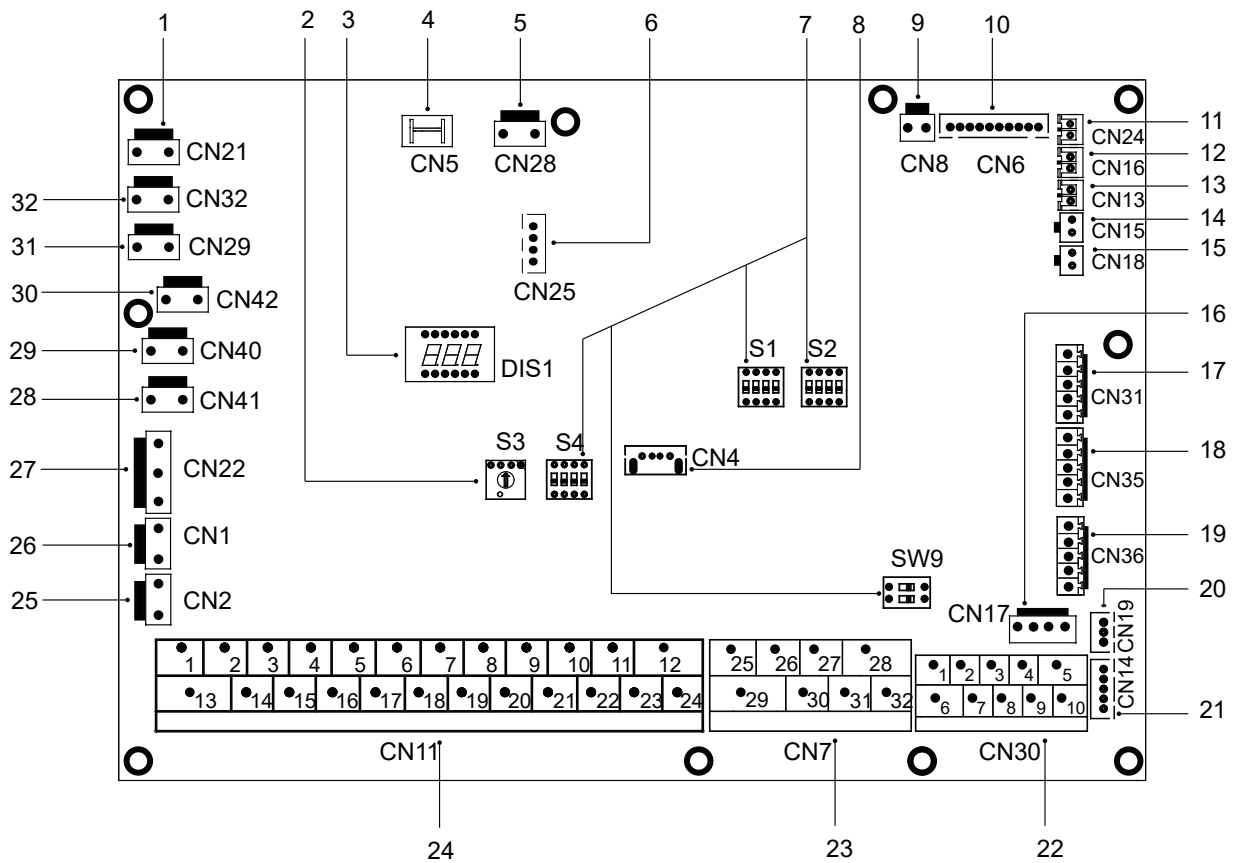 1 2 3 4 5 6 7 8 9 10
11
CN21 CN5 CN28 CN8 CN6 CN24
12
CN16
32 CN32 13
CN13
14
31 CN29 CN15
15
CN25 CN18
30 CN42
16
29 CN40 3 DIS1 S1 S2
17
28 CN41 CN31
S3 S4 CN4 18
27 CN22 2 CN35
26 CN1 19
SW9 CN36
25 CN2 20
CN17 CN19
1 2 3 4 5 6 7 8 9 10 11 12 25 26 27 28 1 2 3 4 5
13 14 15 16 17 18 19 20 21 22 23 24 29 30 31 32 6 7 8 9 10 CN14
21
CN11 CN7 CN30
24 23 22